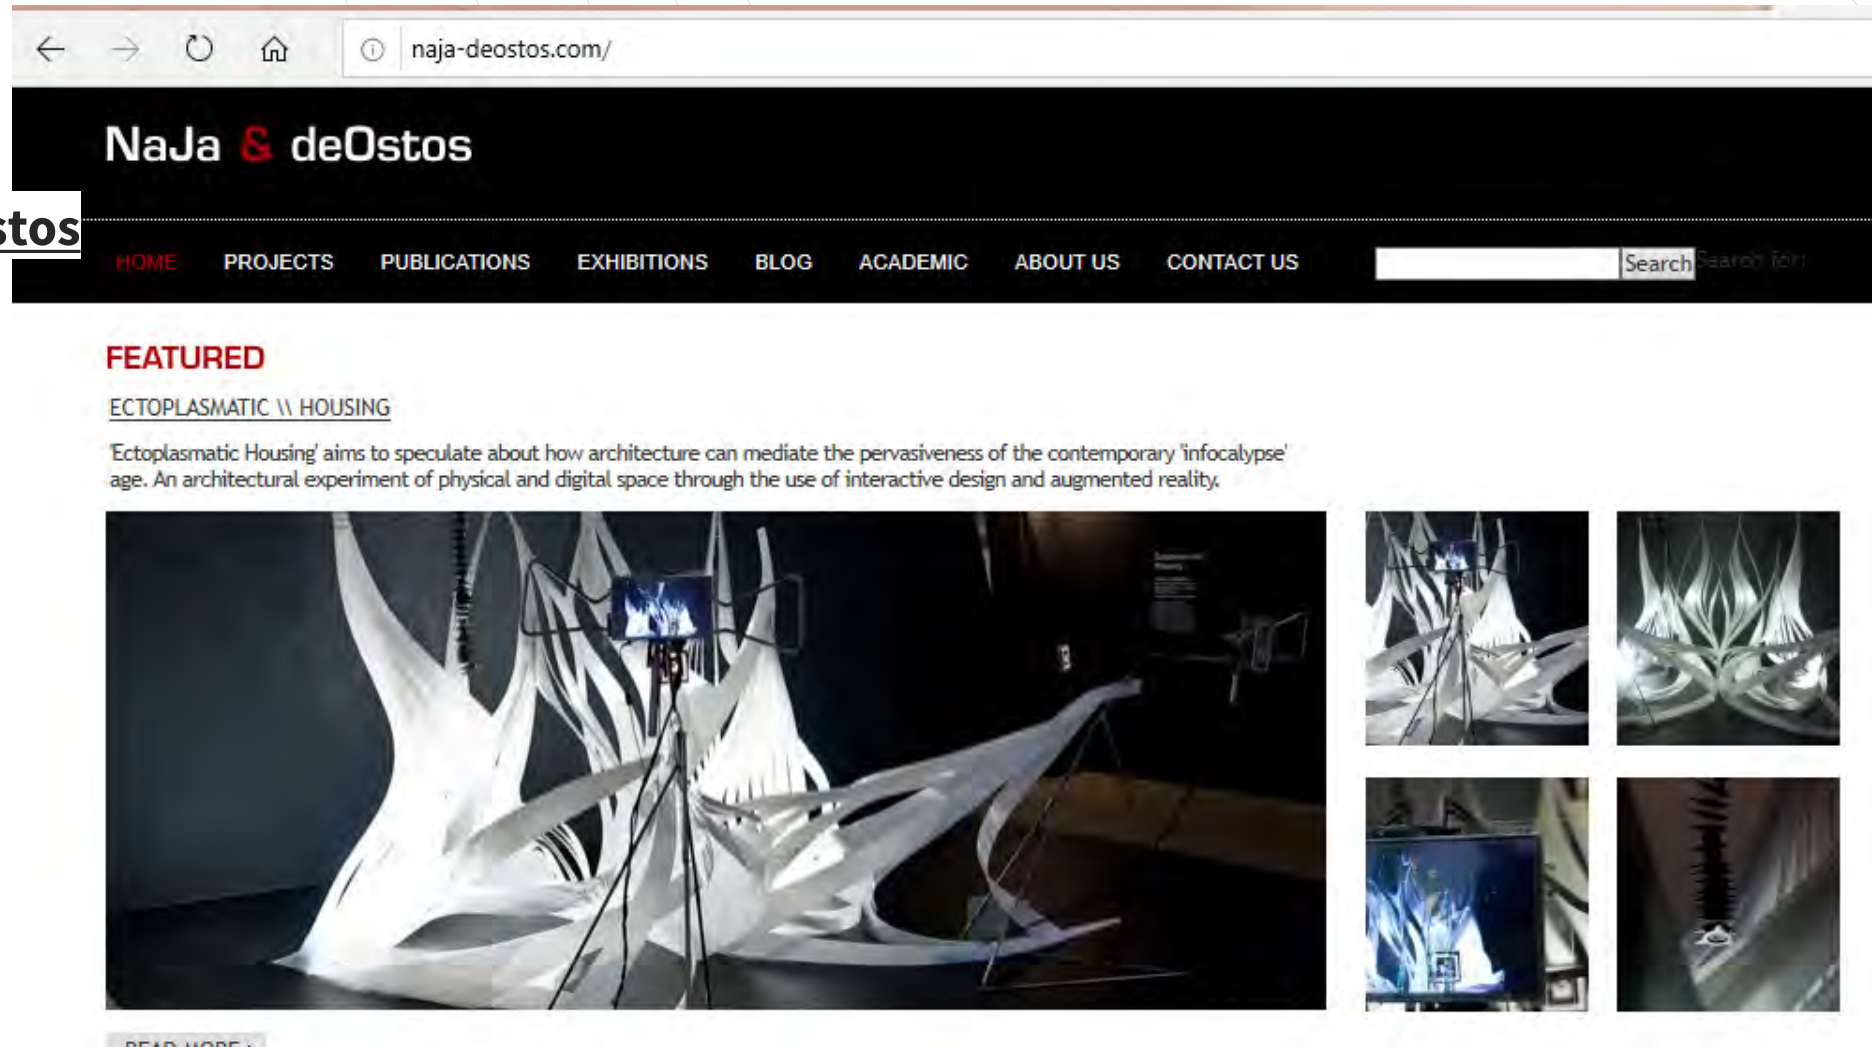 naja-deostos.com/
NaJa & deOstos
stos
HOME PROJECTS PUBLICATIONS EXHIBITIONS BLOG ACADEMIC ABOUT US CONTACT US Search Search for:
FEATURED
ECTOPLASMATIC \\ HOUSING
'Ectoplasmatic Housing' aims to speculate about how architecture can mediate the pervasiveness of the contemporary 'infocalypse'
age. An architectural experiment of physical and digital space through the use of interactive design and augmented reality.
READ MORE